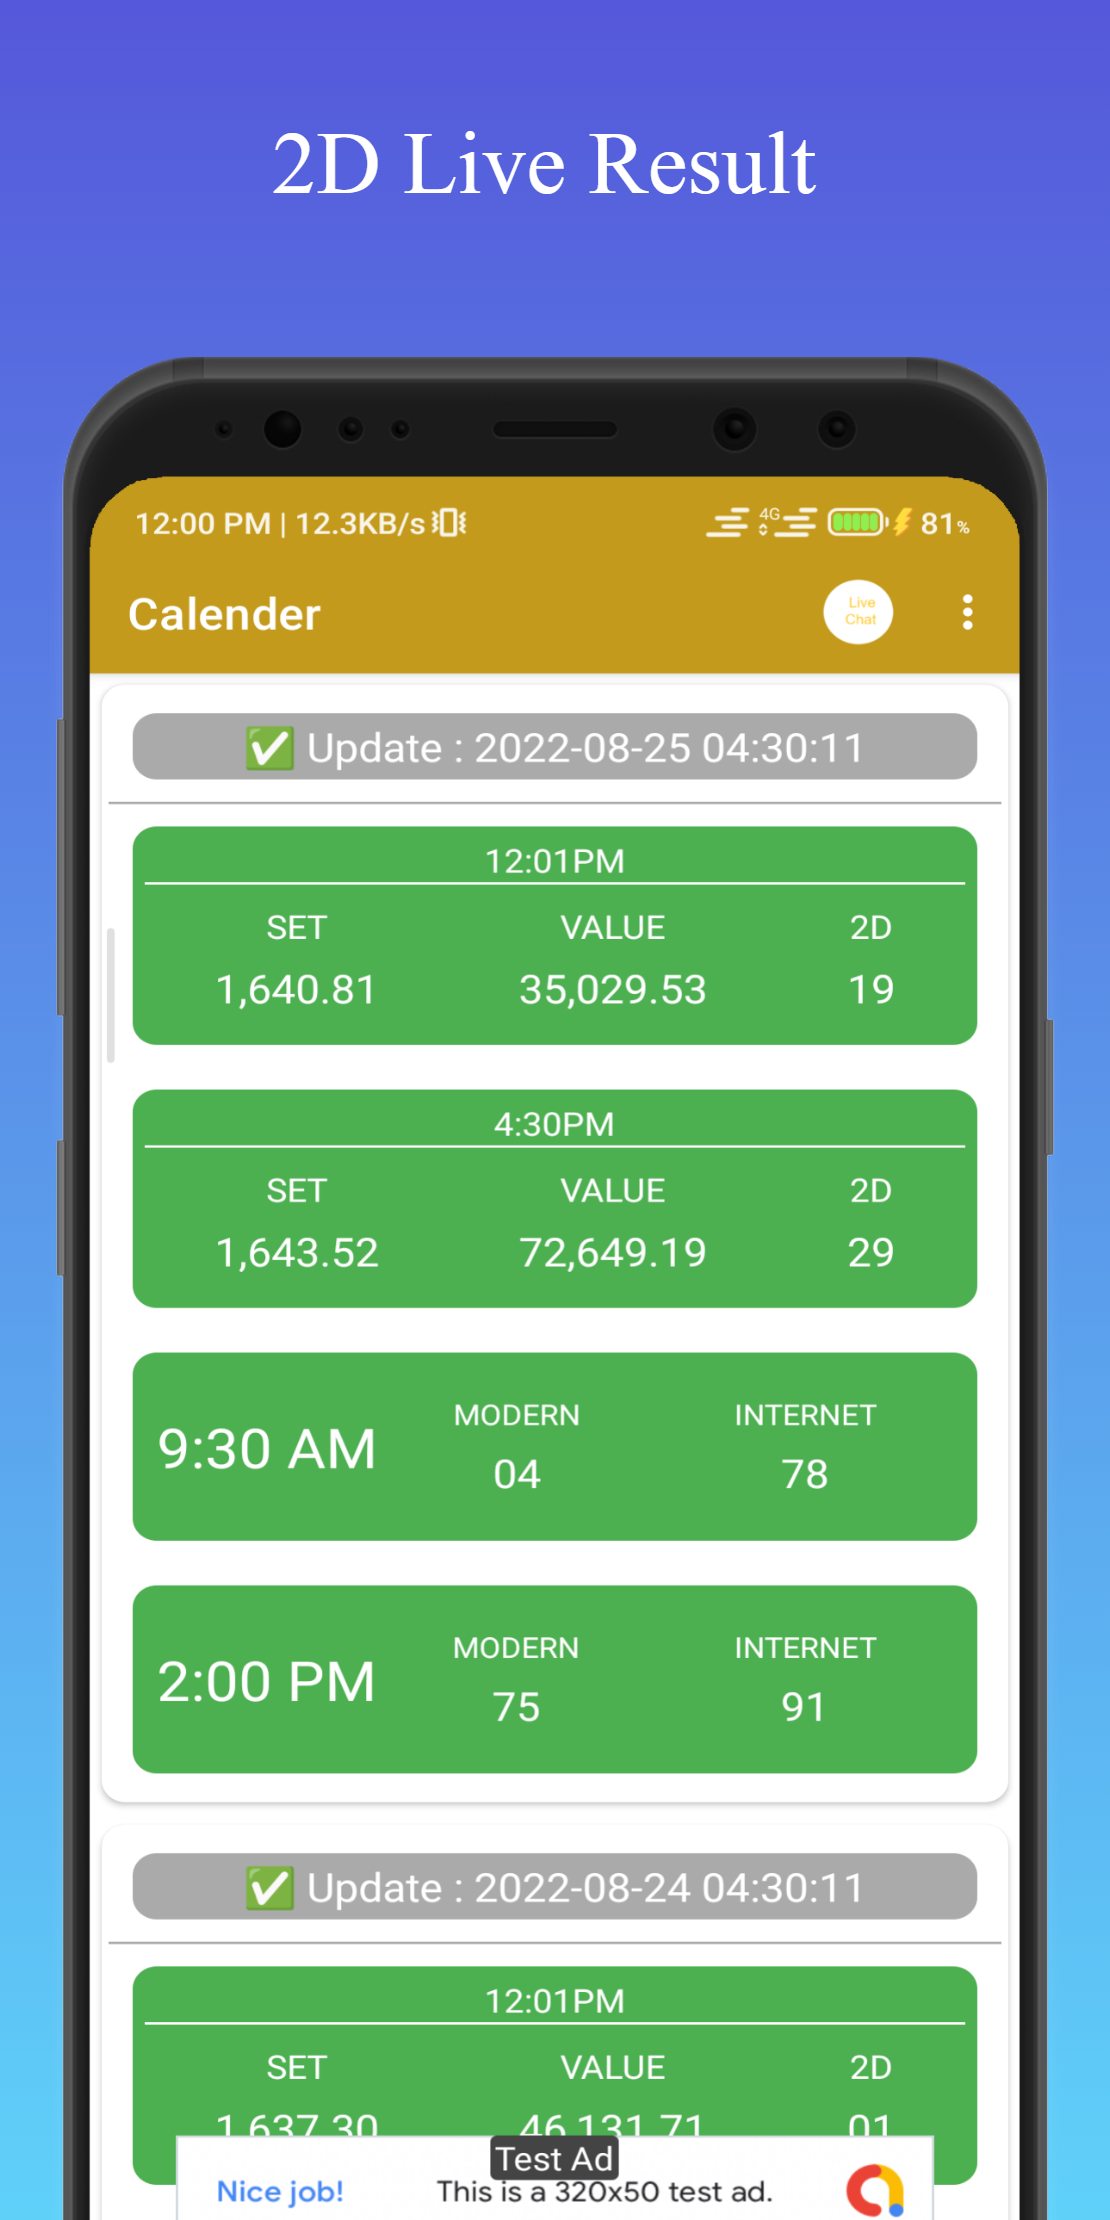 2D Live Result
12:00 PM | 12.3KB/s 4G 81%
Calender
Live
Chat
✅ Update : 2022-08-25 04:30:11
12:01PM
SET VALUE 2D
1,640.81 35,029.53 19
4:30PM
SET VALUE 2D
1,643.52 72,649.19 29
MODERN INTERNET
9:30 AM
04 78
MODERN INTERNET
2:00 PM
75 91
✅ Update : 2022-08-24 04:30:11
12:01PM
SET VALUE 2D
1,637.30 46,131.71 01
Test Ad
Nice job! This is a 320x50 test ad.